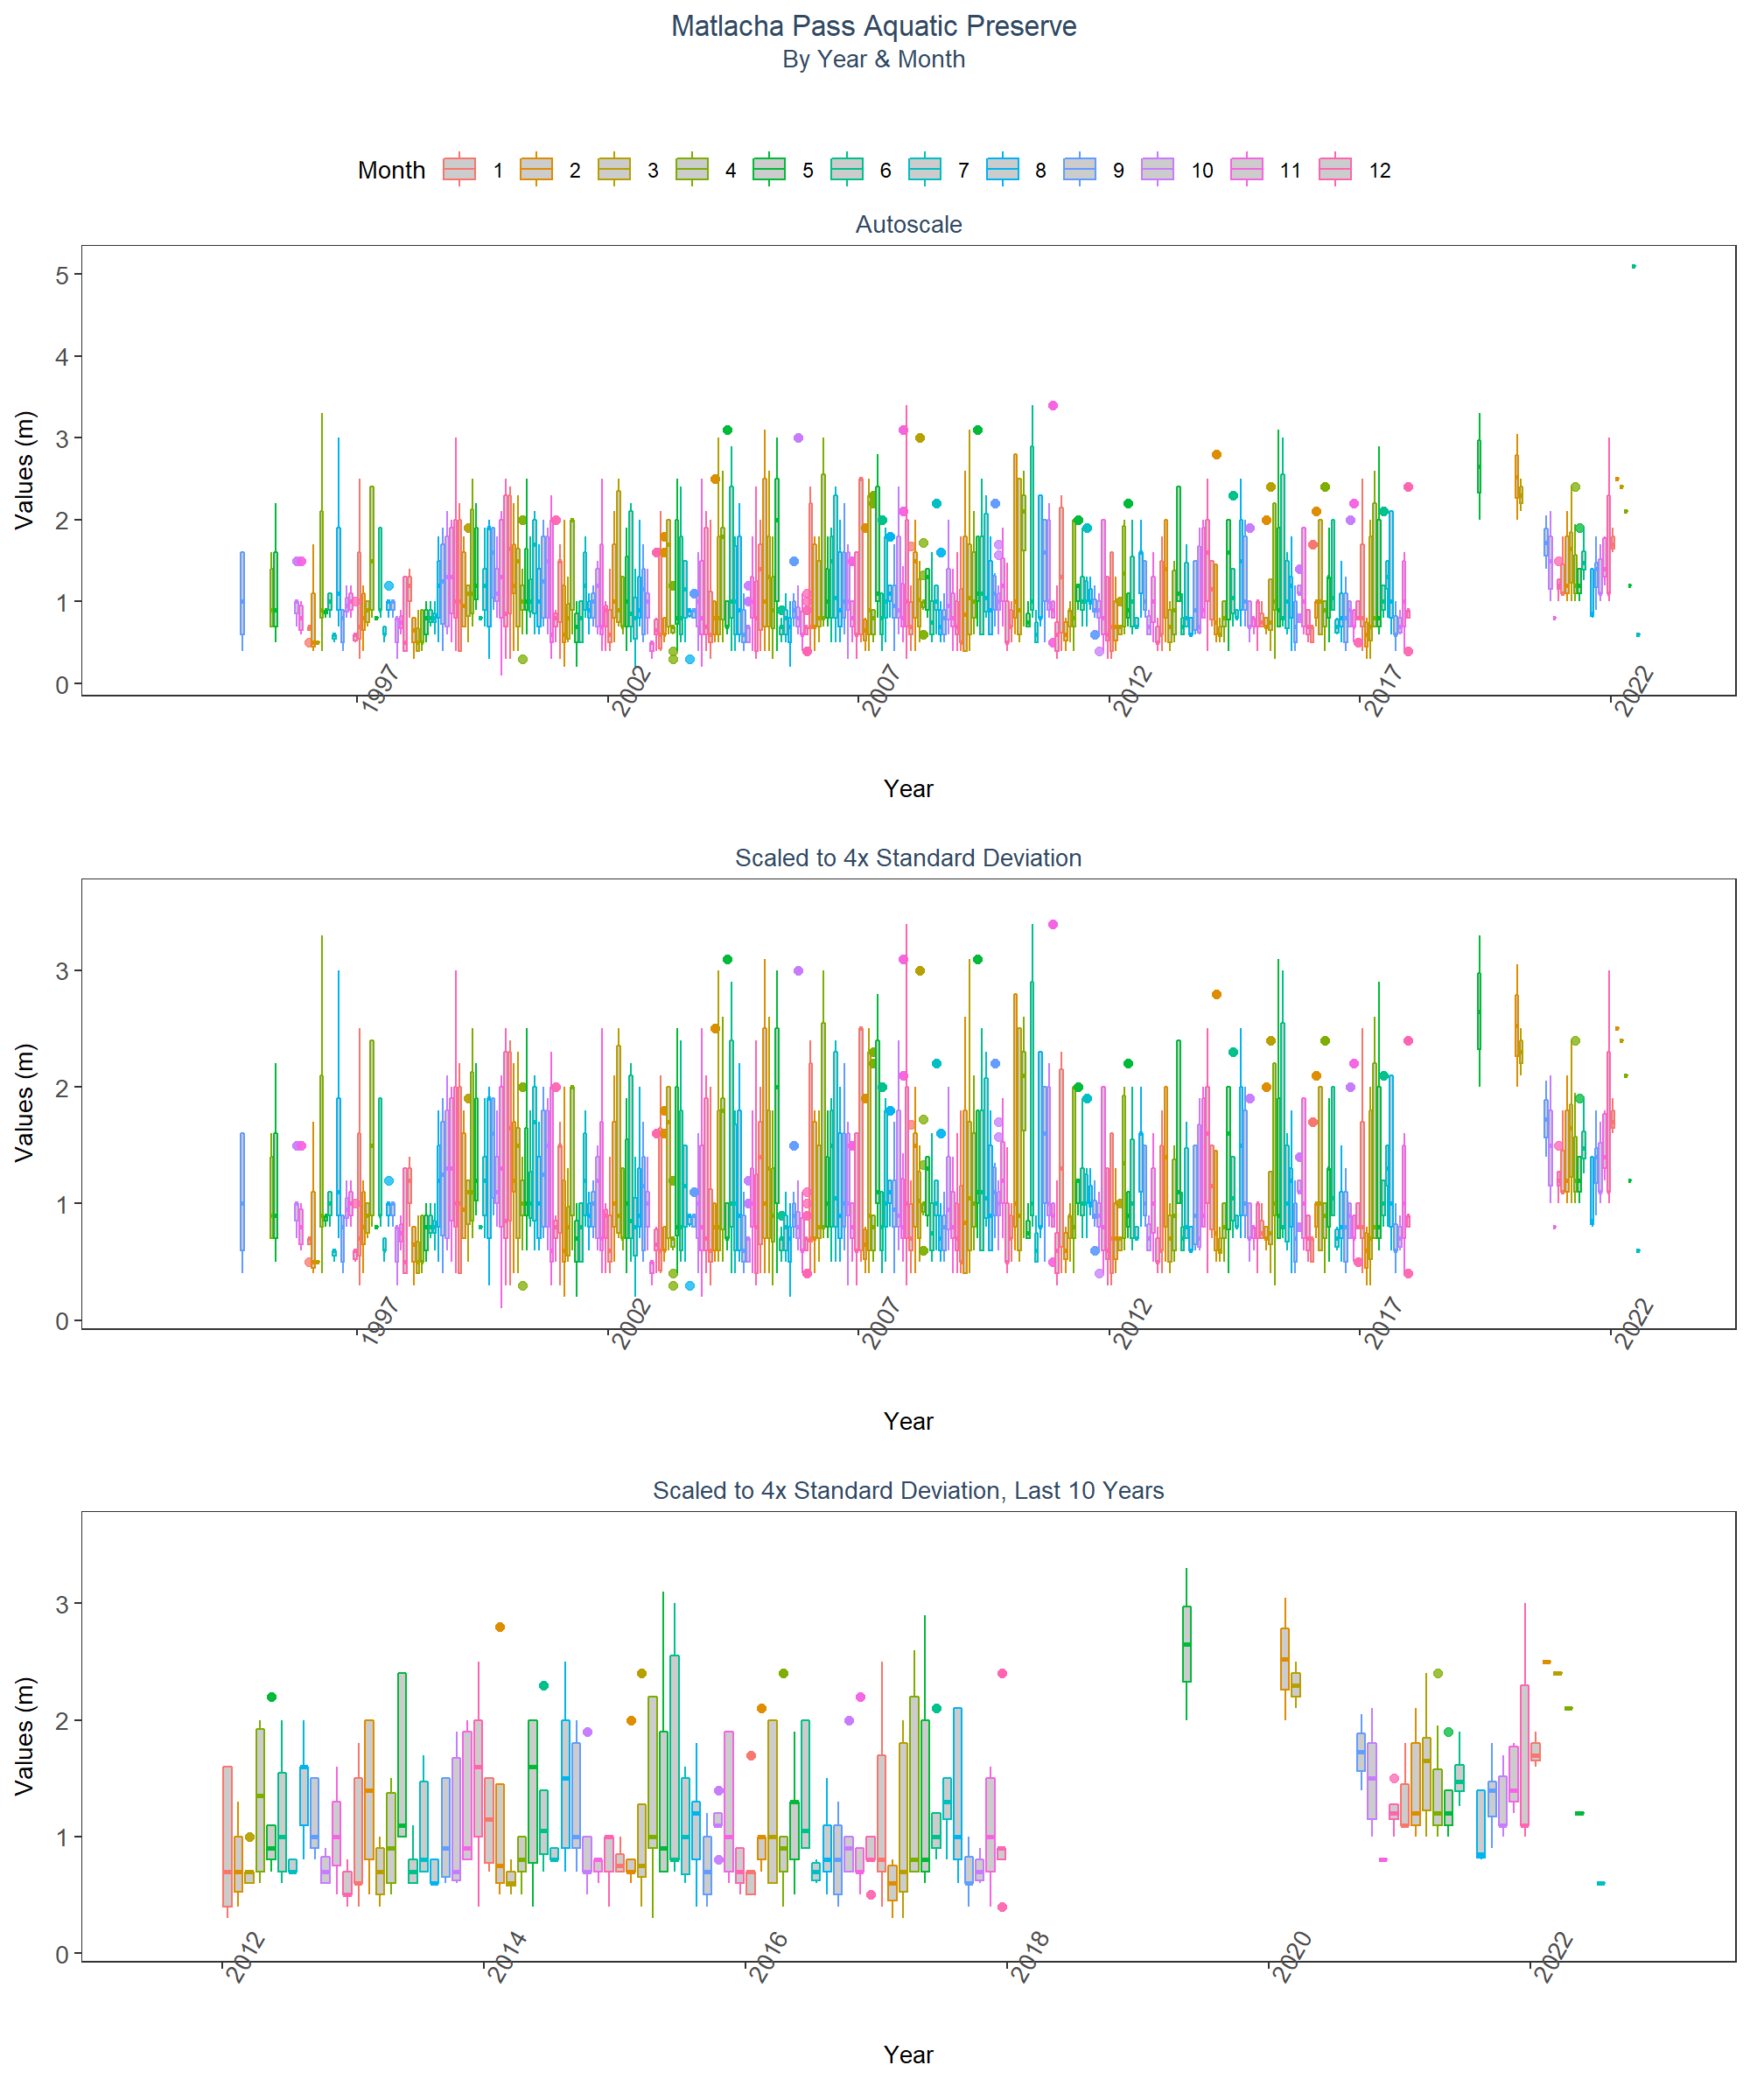 Matlacha Pass Aquatic Preserve
By Year & Month
Month 1 2 3 4 5 6 7 8 9 10 11 12
Autoscale
Values (m)
5
4
3
2
1
0
1997 2002 2007 2012 2017 2022
Year
Scaled to 4x Standard Deviation
Values (m)
3
2
1
0
1997 2002 2007 2012 2017 2022
Year
Scaled to 4x Standard Deviation, Last 10 Years
Values (m)
3
2
1
0
2012 2014 2016 2018 2020 2022
Year